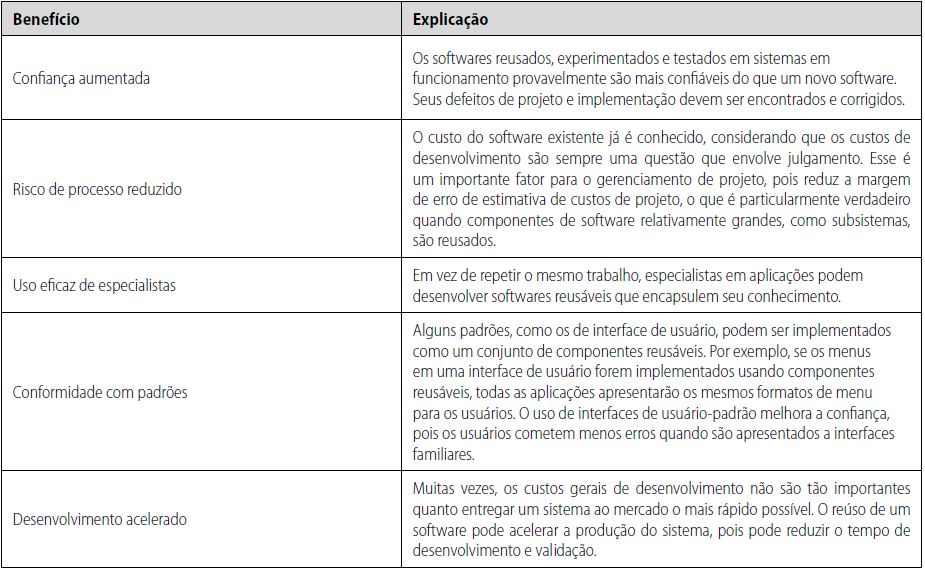 Benefício
Explicação
Confiança aumentada
Os softwares reusados, experimentados e testados em sistemas em
funcionamento provavelmente são mais confiáveis do que um novo software.
Seus defeitos de projeto e implementação devem ser encontrados e corrigidos.
Risco de processo reduzido
O custo do software existente já é conhecido, considerando que os custos de
desenvolvimento são sempre uma questão que envolve julgamento. Esse é
um importante fator para o gerenciamento de projeto, pois reduz a margem
de erro de estimativa de custos de projeto, o que é particularmente verdadeiro
quando componentes de software relativamente grandes, como subsistemas,
são reusados.
Uso eficaz de especialistas
Em vez de repetir o mesmo trabalho, especialistas em aplicações podem
desenvolver softwares reusáveis que encapsulem seu conhecimento.
Conformidade com padrões
Alguns padrões, como os de interface de usuário, podem ser implementados
como um conjunto de componentes reusáveis. Por exemplo, se os menus
em uma interface de usuário forem implementados usando componentes
reusáveis, todas as aplicações apresentarão os mesmos formatos de menu
para os usuários. O uso de interfaces de usuário-padrão melhora a confiança,
pois os usuários cometem menos erros quando são apresentados a interfaces
familiares.
Desenvolvimento acelerado
Muitas vezes, os custos gerais de desenvolvimento não são tão importantes
quanto entregar um sistema ao mercado o mais rápido possível. O reúso de um
software pode acelerar a produção do sistema, pois pode reduzir o tempo de
desenvolvimento e validação.